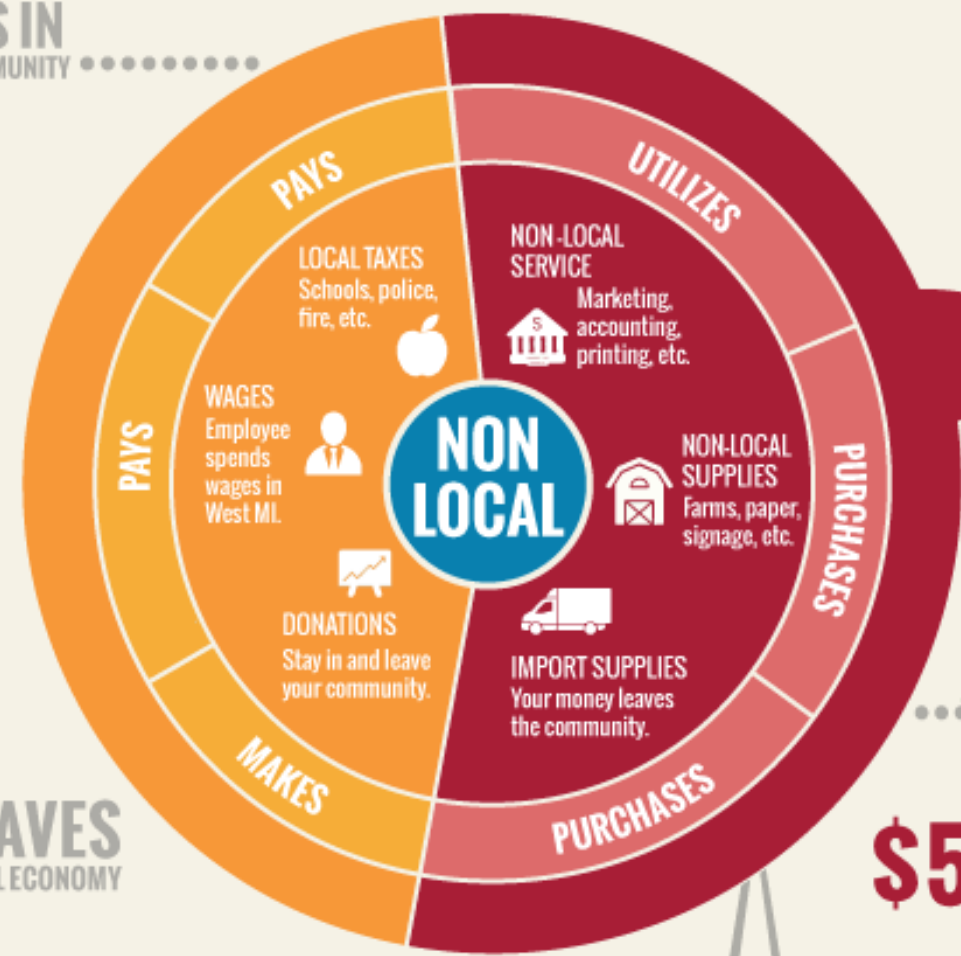 S IN
MUNITY
PAYS
UTILIZES
LOCAL TAXES
Schools, police,
fire, etc.
NON-LOCAL
SERVICE
Marketing,
accounting,
printing, etc.
PAYS
WAGES
Employee
spends
wages in
West MI.
NON
LOCAL
NON-LOCAL
SUPPLIES
Farms, paper,
signage, etc.
PURCHASES
DONATIONS
Stay in and leave
your community.
IMPORT SUPPLIES
Your money leaves
the community.
MAKES
PURCHASES
AVES
L ECONOMY
$5